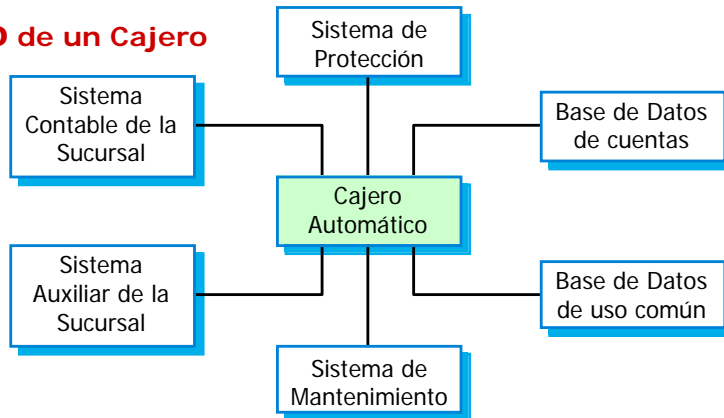 de un Cajero
Sistema de
Protección
Sistema
Contable de la
Sucursal
Base de Datos
de cuentas
Cajero
Automático
Sistema
Auxiliar de la
Sucursal
Base de Datos
de uso común
Sistema de
Mantenimiento